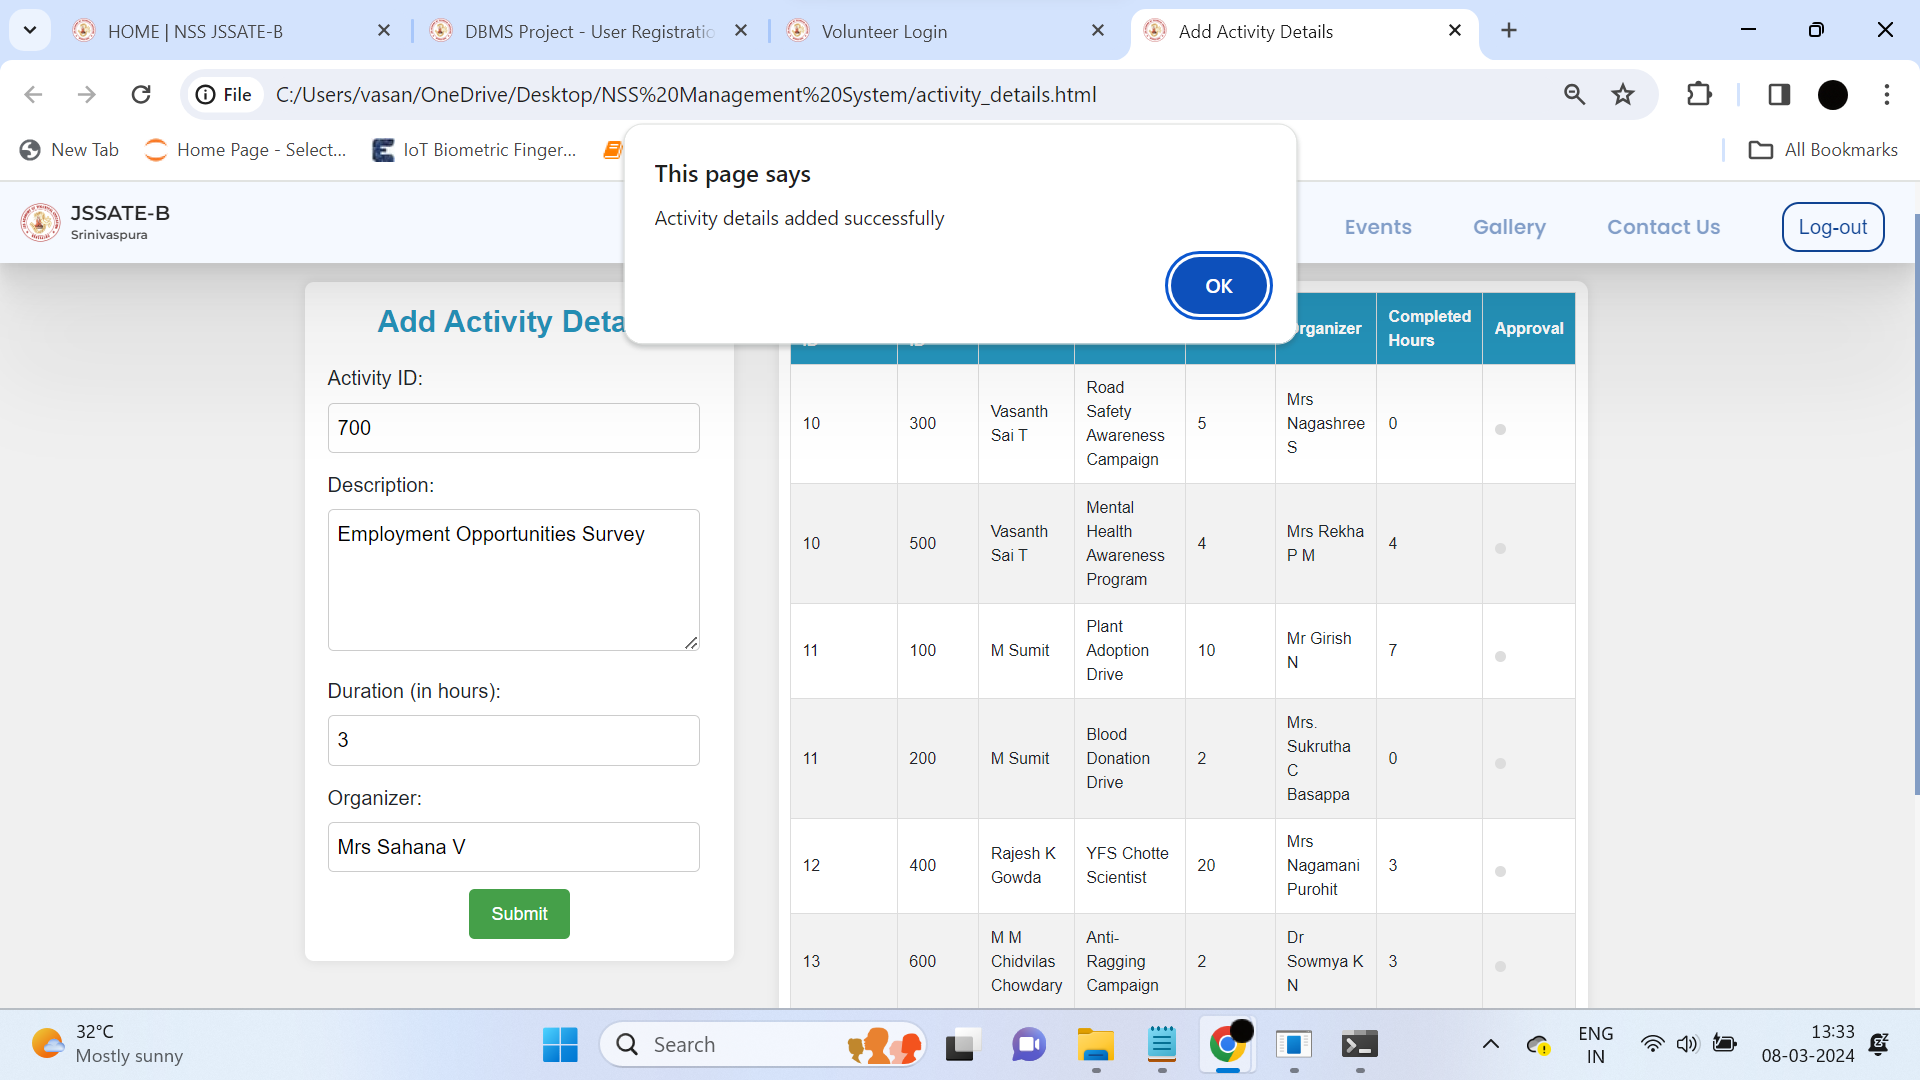 HOME | NSS JSSATE-B
DBMS Project - User Registratio
Volunteer Login
Add Activity Details
File
C:/Users/vasan/OneDrive/Desktop/NSS%20Management%20System/activity_details.html
New Tab
Home Page - Select...
IoT Biometric Finger...
All Bookmarks
This page says
Activity details added successfully
OK
JSSATE-B
Srinivaspura
Events
Gallery
Contact Us
Log-out
Add Activity Deta
Activity ID:
700
Description:
Employment Opportunities Survey
Duration (in hours):
3
Organizer:
Mrs Sahana V
Submit
rganizer
Completed
Hours
Approval
10
300
Vasanth
Sai T
Road
Safety
Awareness
Campaign
5
Mrs
Nagashree
S
0
10
500
Vasanth
Sai T
Mental
Health
Awareness
Program
4
Mrs Rekha
P M
4
11
100
M Sumit
Plant
Adoption
Drive
10
Mr Girish
N
7
11
200
M Sumit
Blood
Donation
Drive
2
Mrs.
Sukrutha
C
Basappa
0
12
400
Rajesh K
Gowda
YFS Chotte
Scientist
20
Mrs
Nagamani
Purohit
3
13
600
M M
Chidvilas
Chowdary
Anti-
Ragging
Campaign
2
Dr
Sowmya K
N
3
32°C
Mostly sunny
Search
ENG
IN
13:33
08-03-2024